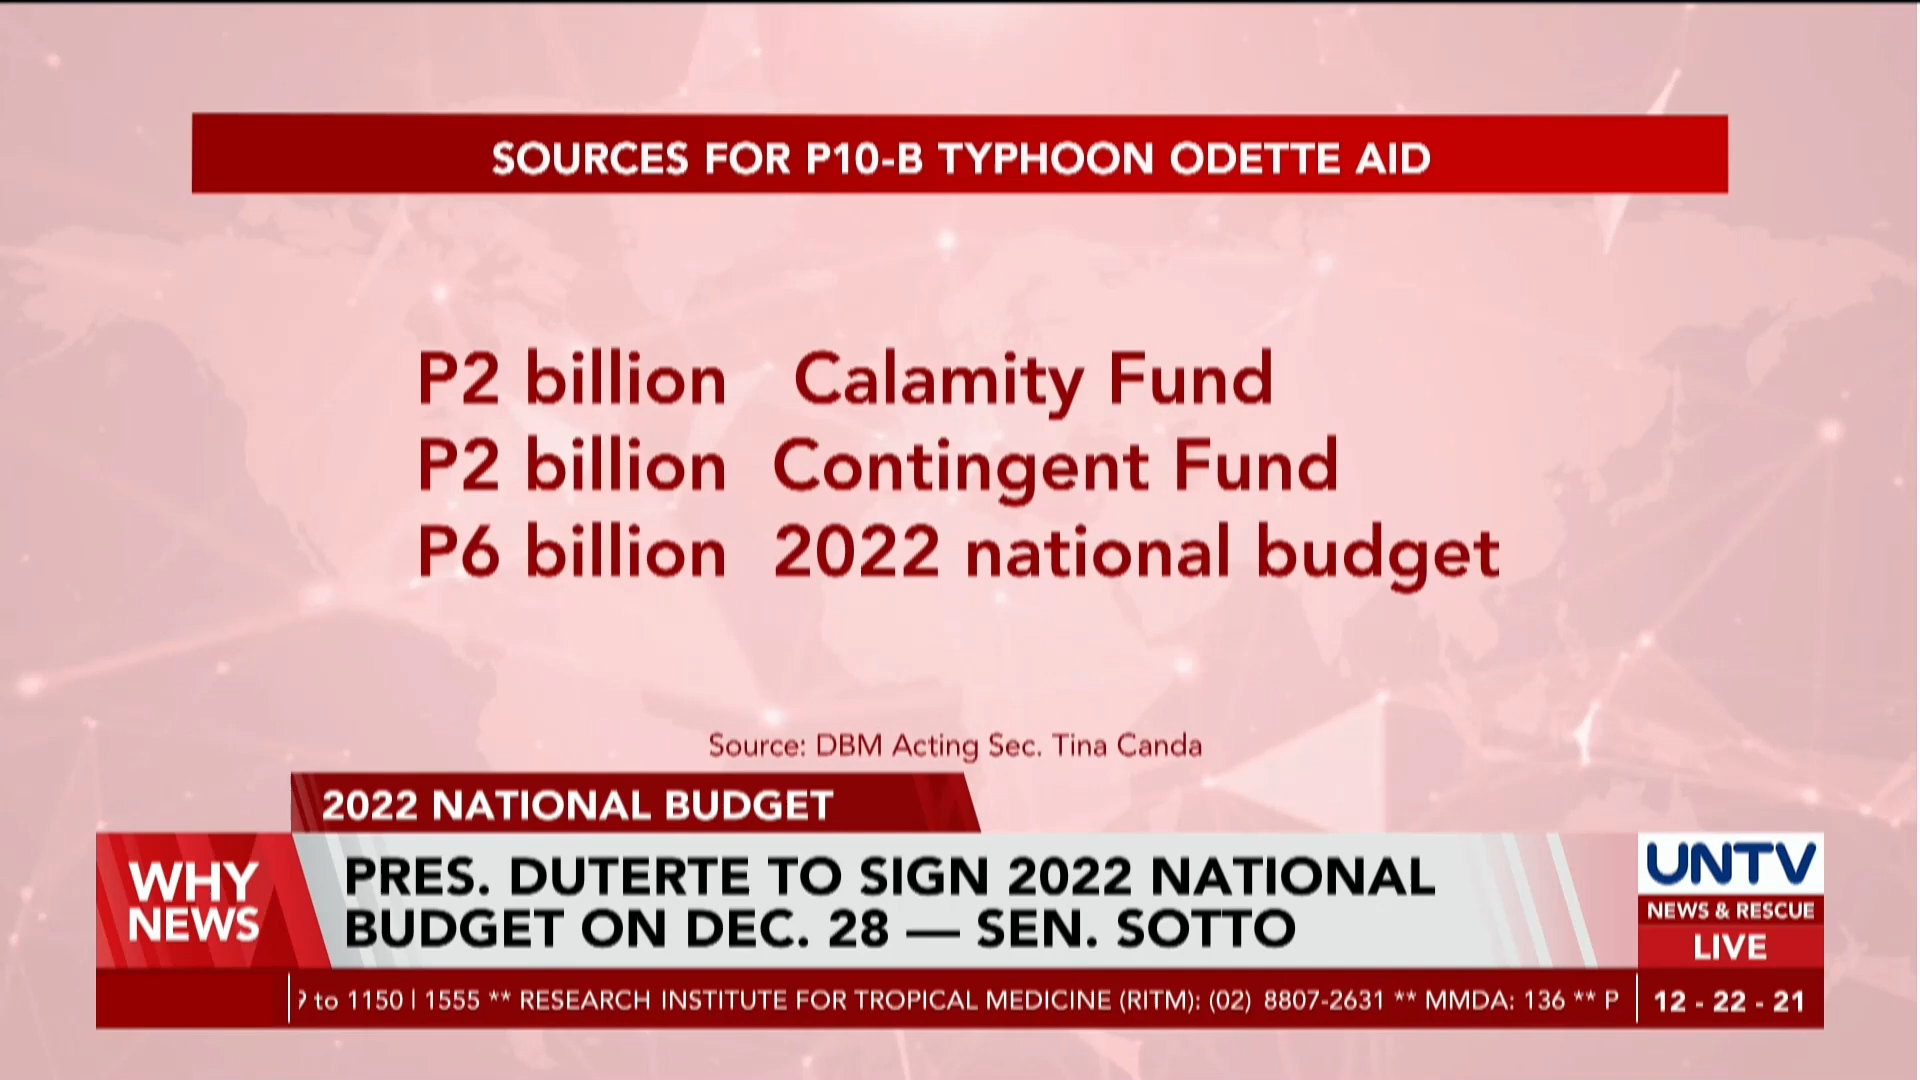 SOURCES FOR P10-B TYPHOON ODETTE AID
P2 billion Calamity Fund
P2 billion Contingent Fund
P6 billion 2022 national budget
Source: DBM Acting Sec. Tina Canda
2022 NATIONAL BUDGET
WHY
NEWS
PRES. DUTERTE TO SIGN 2022 NATIONAL
BUDGET ON DEC. 28 — SEN. SOTTO
UNTV
NEWS & RESCUE
LIVE
to 1150 | 1555 ** RESEARCH INSTITUTE FOR TROPICAL MEDICINE (RITM): (02) 8807-2631 ** MMDA: 136 ** P
12 - 22 - 21